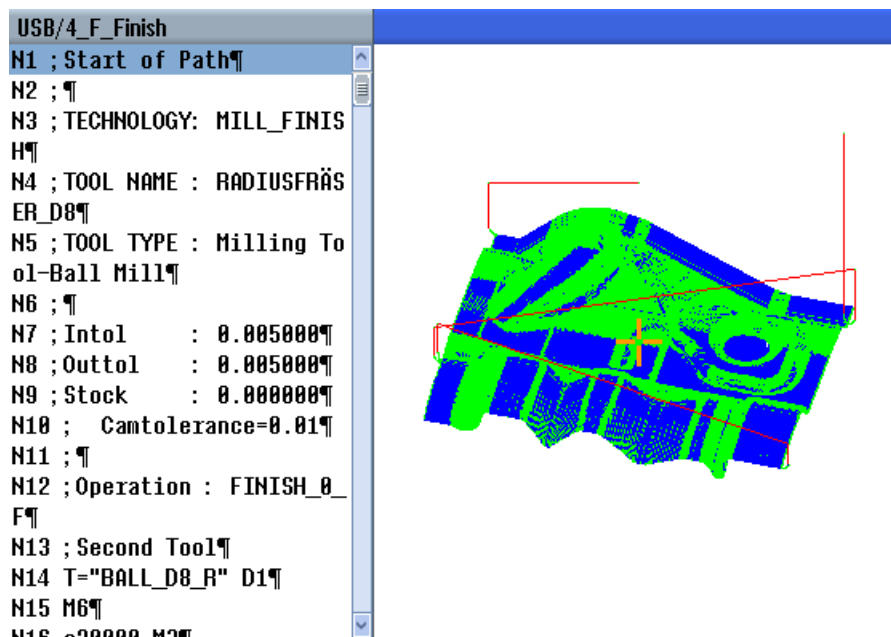 USB/4_F_Finish
N1 ;Start of Path¶
N2 ;¶
N3 ;TECHNOLOGY: MILL_FINIS
H¶
N4 ;TOOL NAME : RADIUSFRÄS
ER_D8¶
N5 ;TOOL TYPE : Milling To
ol-Ball Mill¶
N6 ;¶
N7 ;Intol     : 0.005000¶
N8 ;Outtol    : 0.005000¶
N9 ;Stock     : 0.000000¶
N10 ;  Camtolerance=0.01¶
N11 ;¶
N12 ;Operation : FINISH_0_
F¶
N13 ;Second Tool¶
N14 T="BALL_D8_R" D1¶
N15 M6¶